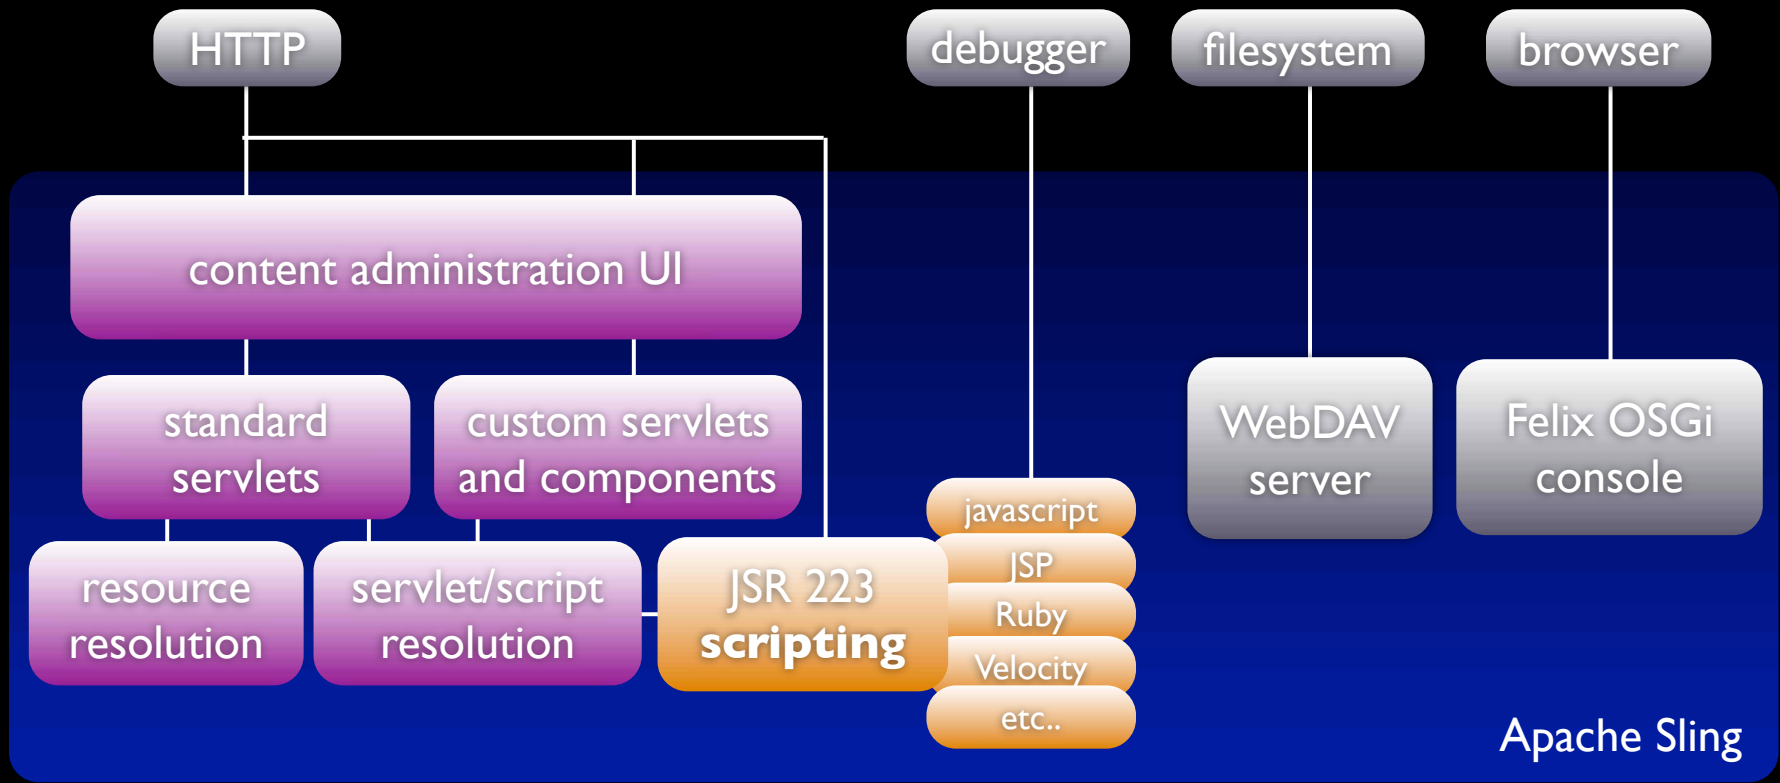 HTTP
debugger
filesystem
browser
content administration UI
standard
servlets
custom servlets
and components
WebDAV
server
Felix OSGi
console
resource
resolution
servlet/script
resolution
JSR 223
scripting
javascript
JSP
Ruby
Velocity
etc..
Apache Sling